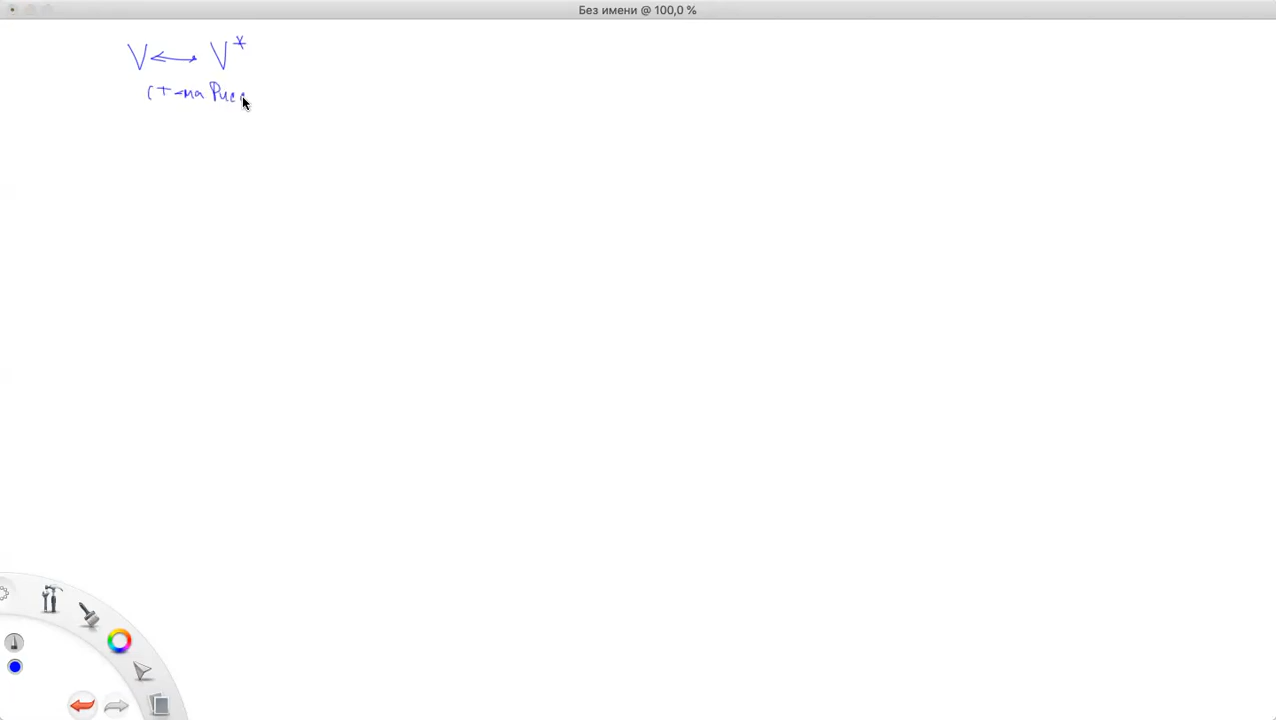 Без имени @ 100,0 %
V ↔ V*
(т-ма Рисс